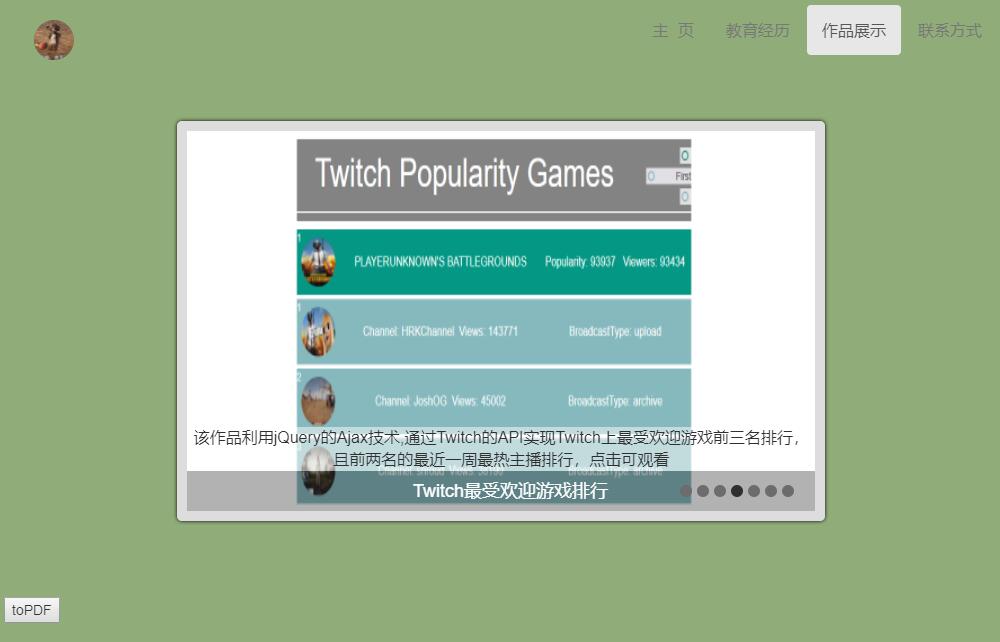 主 页
教育经历
作品展示
联系方式
Twitch Popularity Games
First
1
PLAYERUNKNOWN'S BATTLEGROUNDS Popularity: 93937 Viewers: 93434
1
Channel: HRKChannel Views: 143771 BroadcastType: upload
2
Channel: JoshOG Views: 45002 BroadcastType: archive
该作品利用jQuery的Ajax技术,通过Twitch的API实现Twitch上最受欢迎游戏前三名排行，
且前两名的最近一周最热主播排行，点击可观看
Twitch最受欢迎游戏排行
toPDF